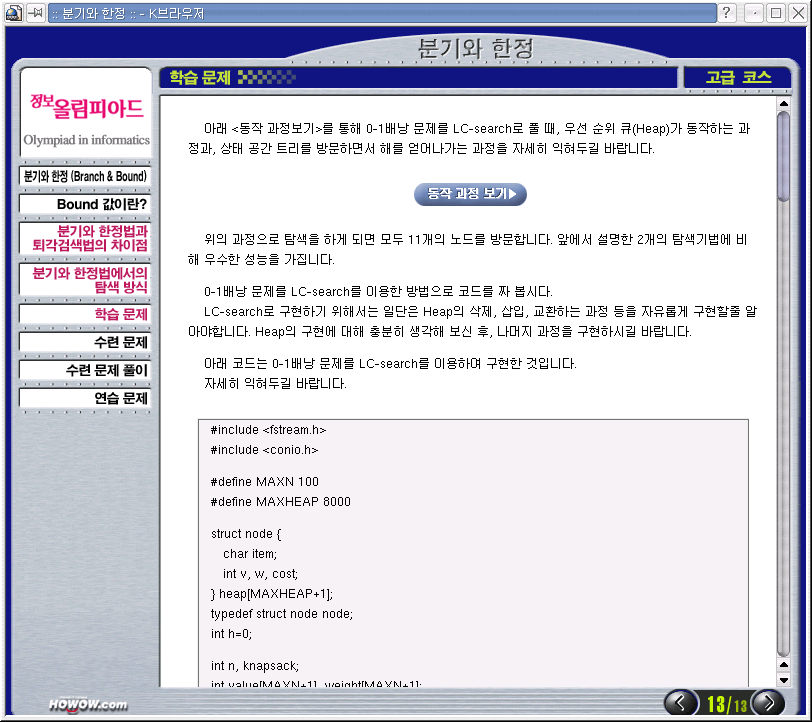 :: 분기와 한정 :: - K브라우저
분기와 한정
학습 문제
고급 코스
정보올림피아드
Olympiad in informatics
분기와 한정 (Branch & Bound)
Bound 값이란?
분기와 한정법과
퇴각검색법의 차이점
분기와 한정법에서의
탐색 방식
학습 문제
수련 문제
수련 문제 풀이
연습 문제
아래 <동작 과정보기>를 통해 0-1배낭 문제를 LC-search로 풀 때, 우선 순위 큐(Heap)가 동작하는 과
정과, 상태 공간 트리를 방문하면서 해를 얻어나가는 과정을 자세히 익혀두길 바랍니다.
동작 과정 보기
위의 과정으로 탐색을 하게 되면 모두 11개의 노드를 방문합니다. 앞에서 설명한 2개의 탐색기법에 비
해 우수한 성능을 가집니다.
0-1배낭 문제를 LC-search를 이용한 방법으로 코드를 짜 봅시다.
LC-search로 구현하기 위해서는 일단은 Heap의 삭제, 삽입, 교환하는 과정 등을 자유롭게 구현할줄 알
아야합니다. Heap의 구현에 대해 충분히 생각해 보신 후, 나머지 과정을 구현하시길 바랍니다.
아래 코드는 0-1배낭 문제를 LC-search를 이용하여 구현한 것입니다.
자세히 익혀두길 바랍니다.
#include <fstream.h>
#include <conio.h>
#define MAXN 100
#define MAXHEAP 8000
struct node {
char item;
int v, w, cost;
} heap[MAXHEAP+1];
typedef struct node node;
int h=0;
int n, knapsack;
int value[MAXN+1], weight[MAXN+1];
HOWOW.com
13/13